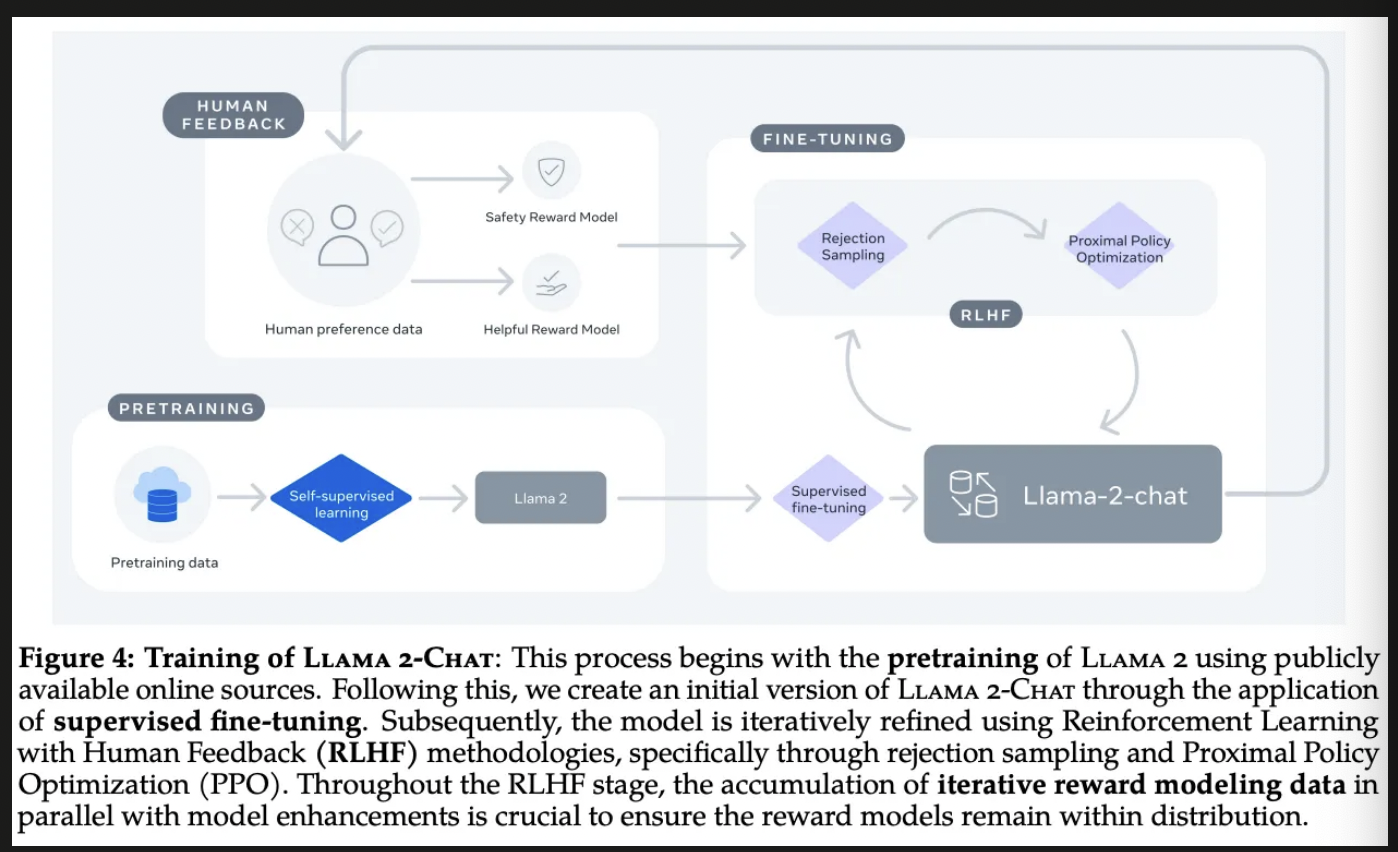 HUMAN
FEEDBACK
Safety Reward Model
Human preference data
Helpful Reward Model
FINE-TUNING
Rejection
Sampling
Proximal Policy
Optimization
RLHF
PRETRAINING
Self-supervised
learning
Llama 2
Pretraining data
Supervised
fine-tuning
Llama-2-chat
Figure 4: Training of Llama 2-Chat: This process begins with the pretraining of Llama 2 using publicly
available online sources. Following this, we create an initial version of Llama 2-Chat through the application
of supervised fine-tuning. Subsequently, the model is iteratively refined using Reinforcement Learning
with Human Feedback (RLHF) methodologies, specifically through rejection sampling and Proximal Policy
Optimization (PPO). Throughout the RLHF stage, the accumulation of iterative reward modeling data in
parallel with model enhancements is crucial to ensure the reward models remain within distribution.